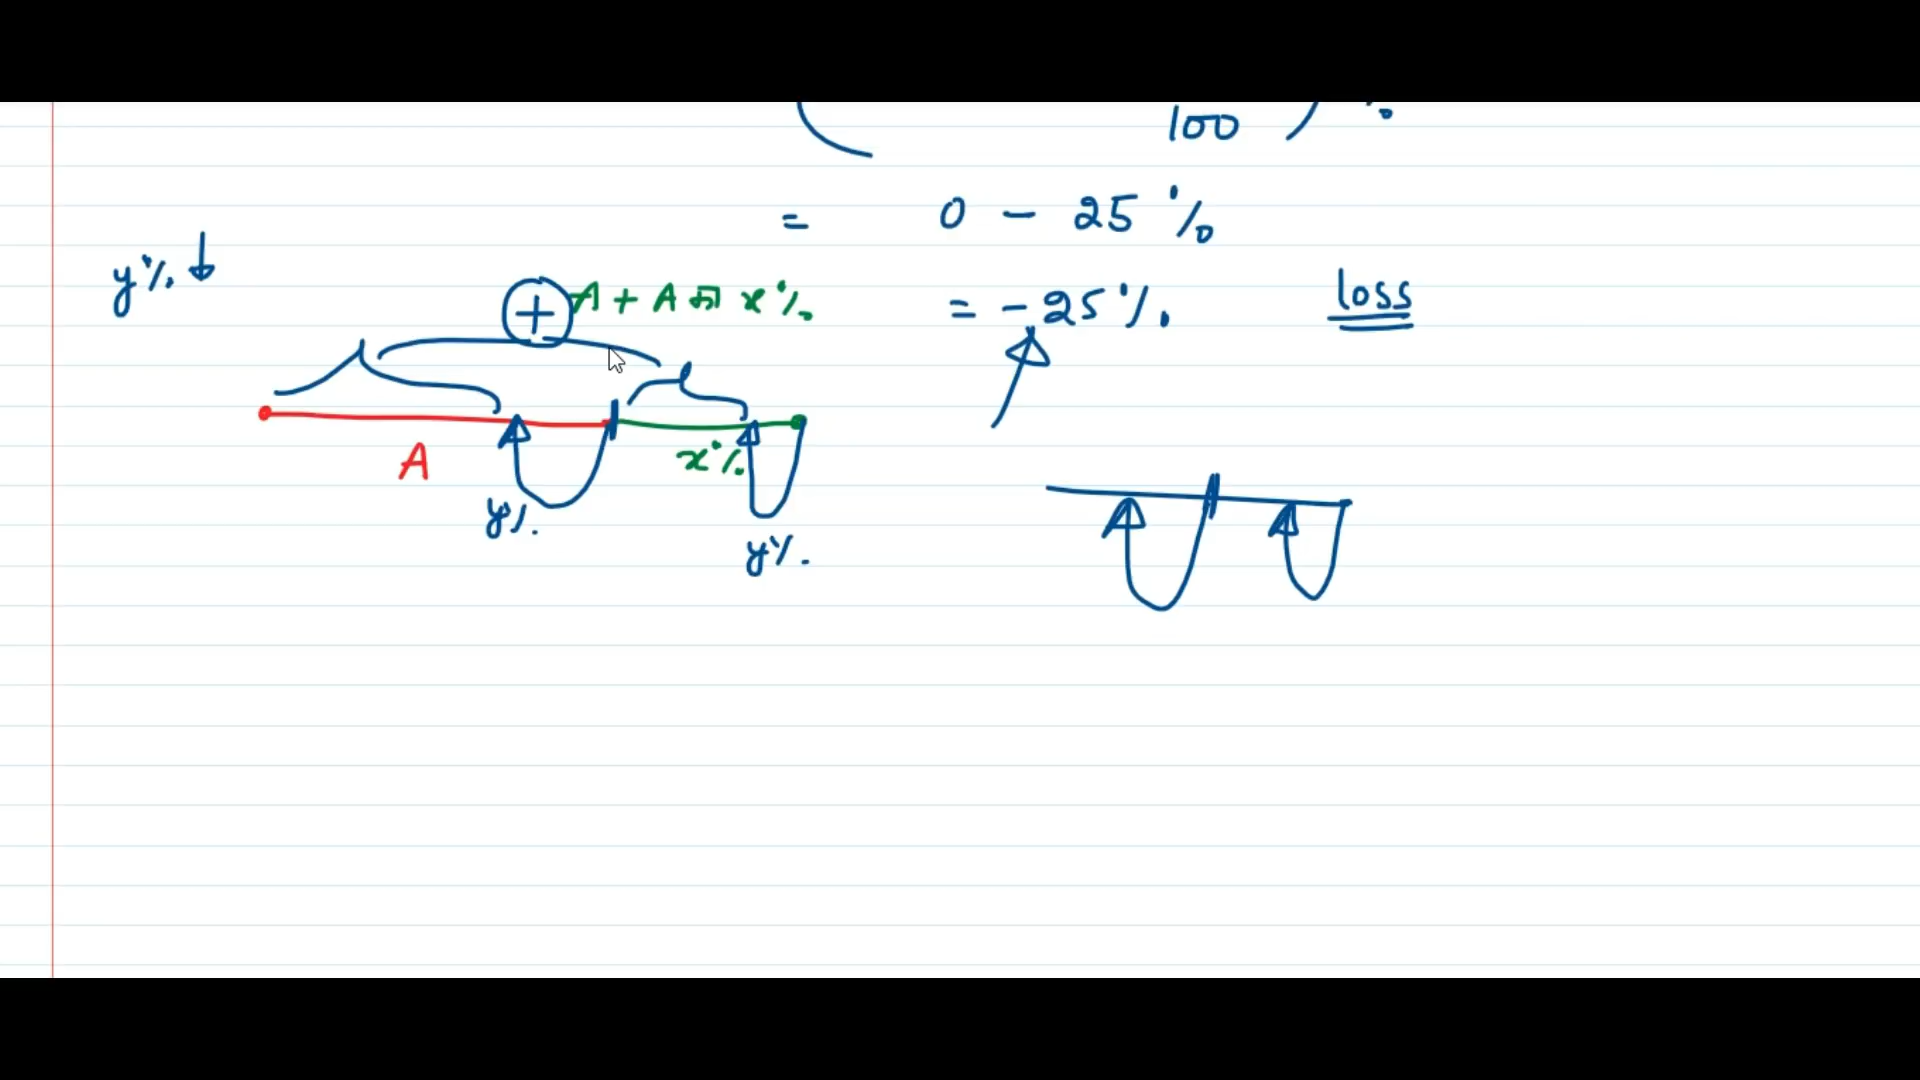 100 %
= 0 - 25 %
y% ↓
A + A का x%
= - 25 %
loss
A
x%
y%
y%